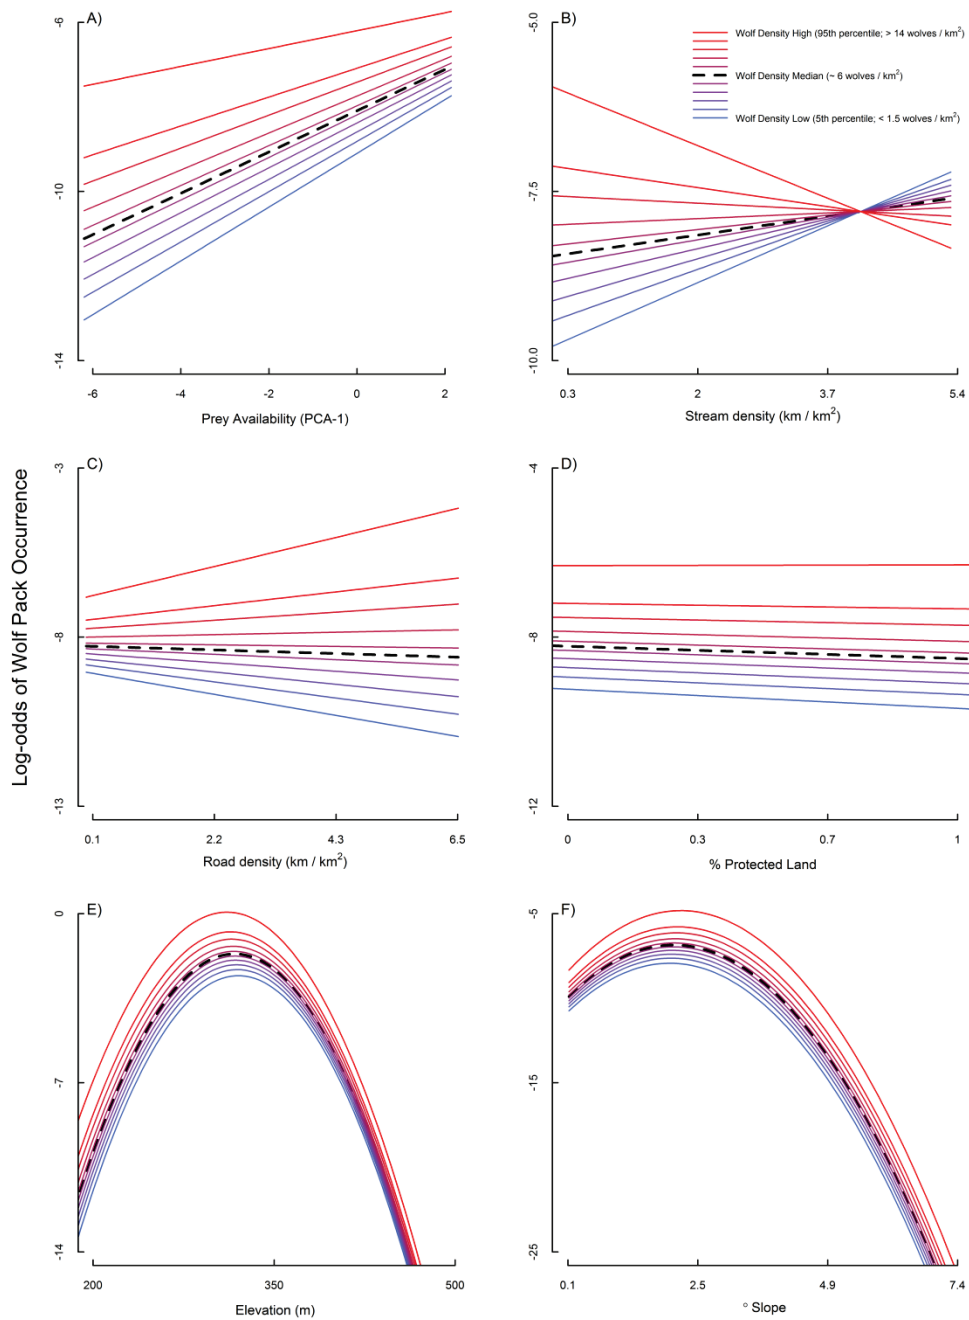 A)
-6
-10
-14
-6
-4
-2
0
2
Prey Availability (PCA-1)
B)
-5.0
-7.5
-10.0
Wolf Density High (95th percentile; > 14 wolves / km²)
Wolf Density Median (~ 6 wolves / km²)
Wolf Density Low (5th percentile; < 1.5 wolves / km²)
0.3
2
3.7
5.4
Stream density (km / km²)
Log-odds of Wolf Pack Occurrence
C)
-3
-8
-13
0.1
2.2
4.3
6.5
Road density (km / km²)
D)
-4
-8
-12
0
0.3
0.7
1
% Protected Land
E)
0
-7
-14
200
350
500
Elevation (m)
F)
-5
-15
-25
0.1
2.5
4.9
7.4
° Slope